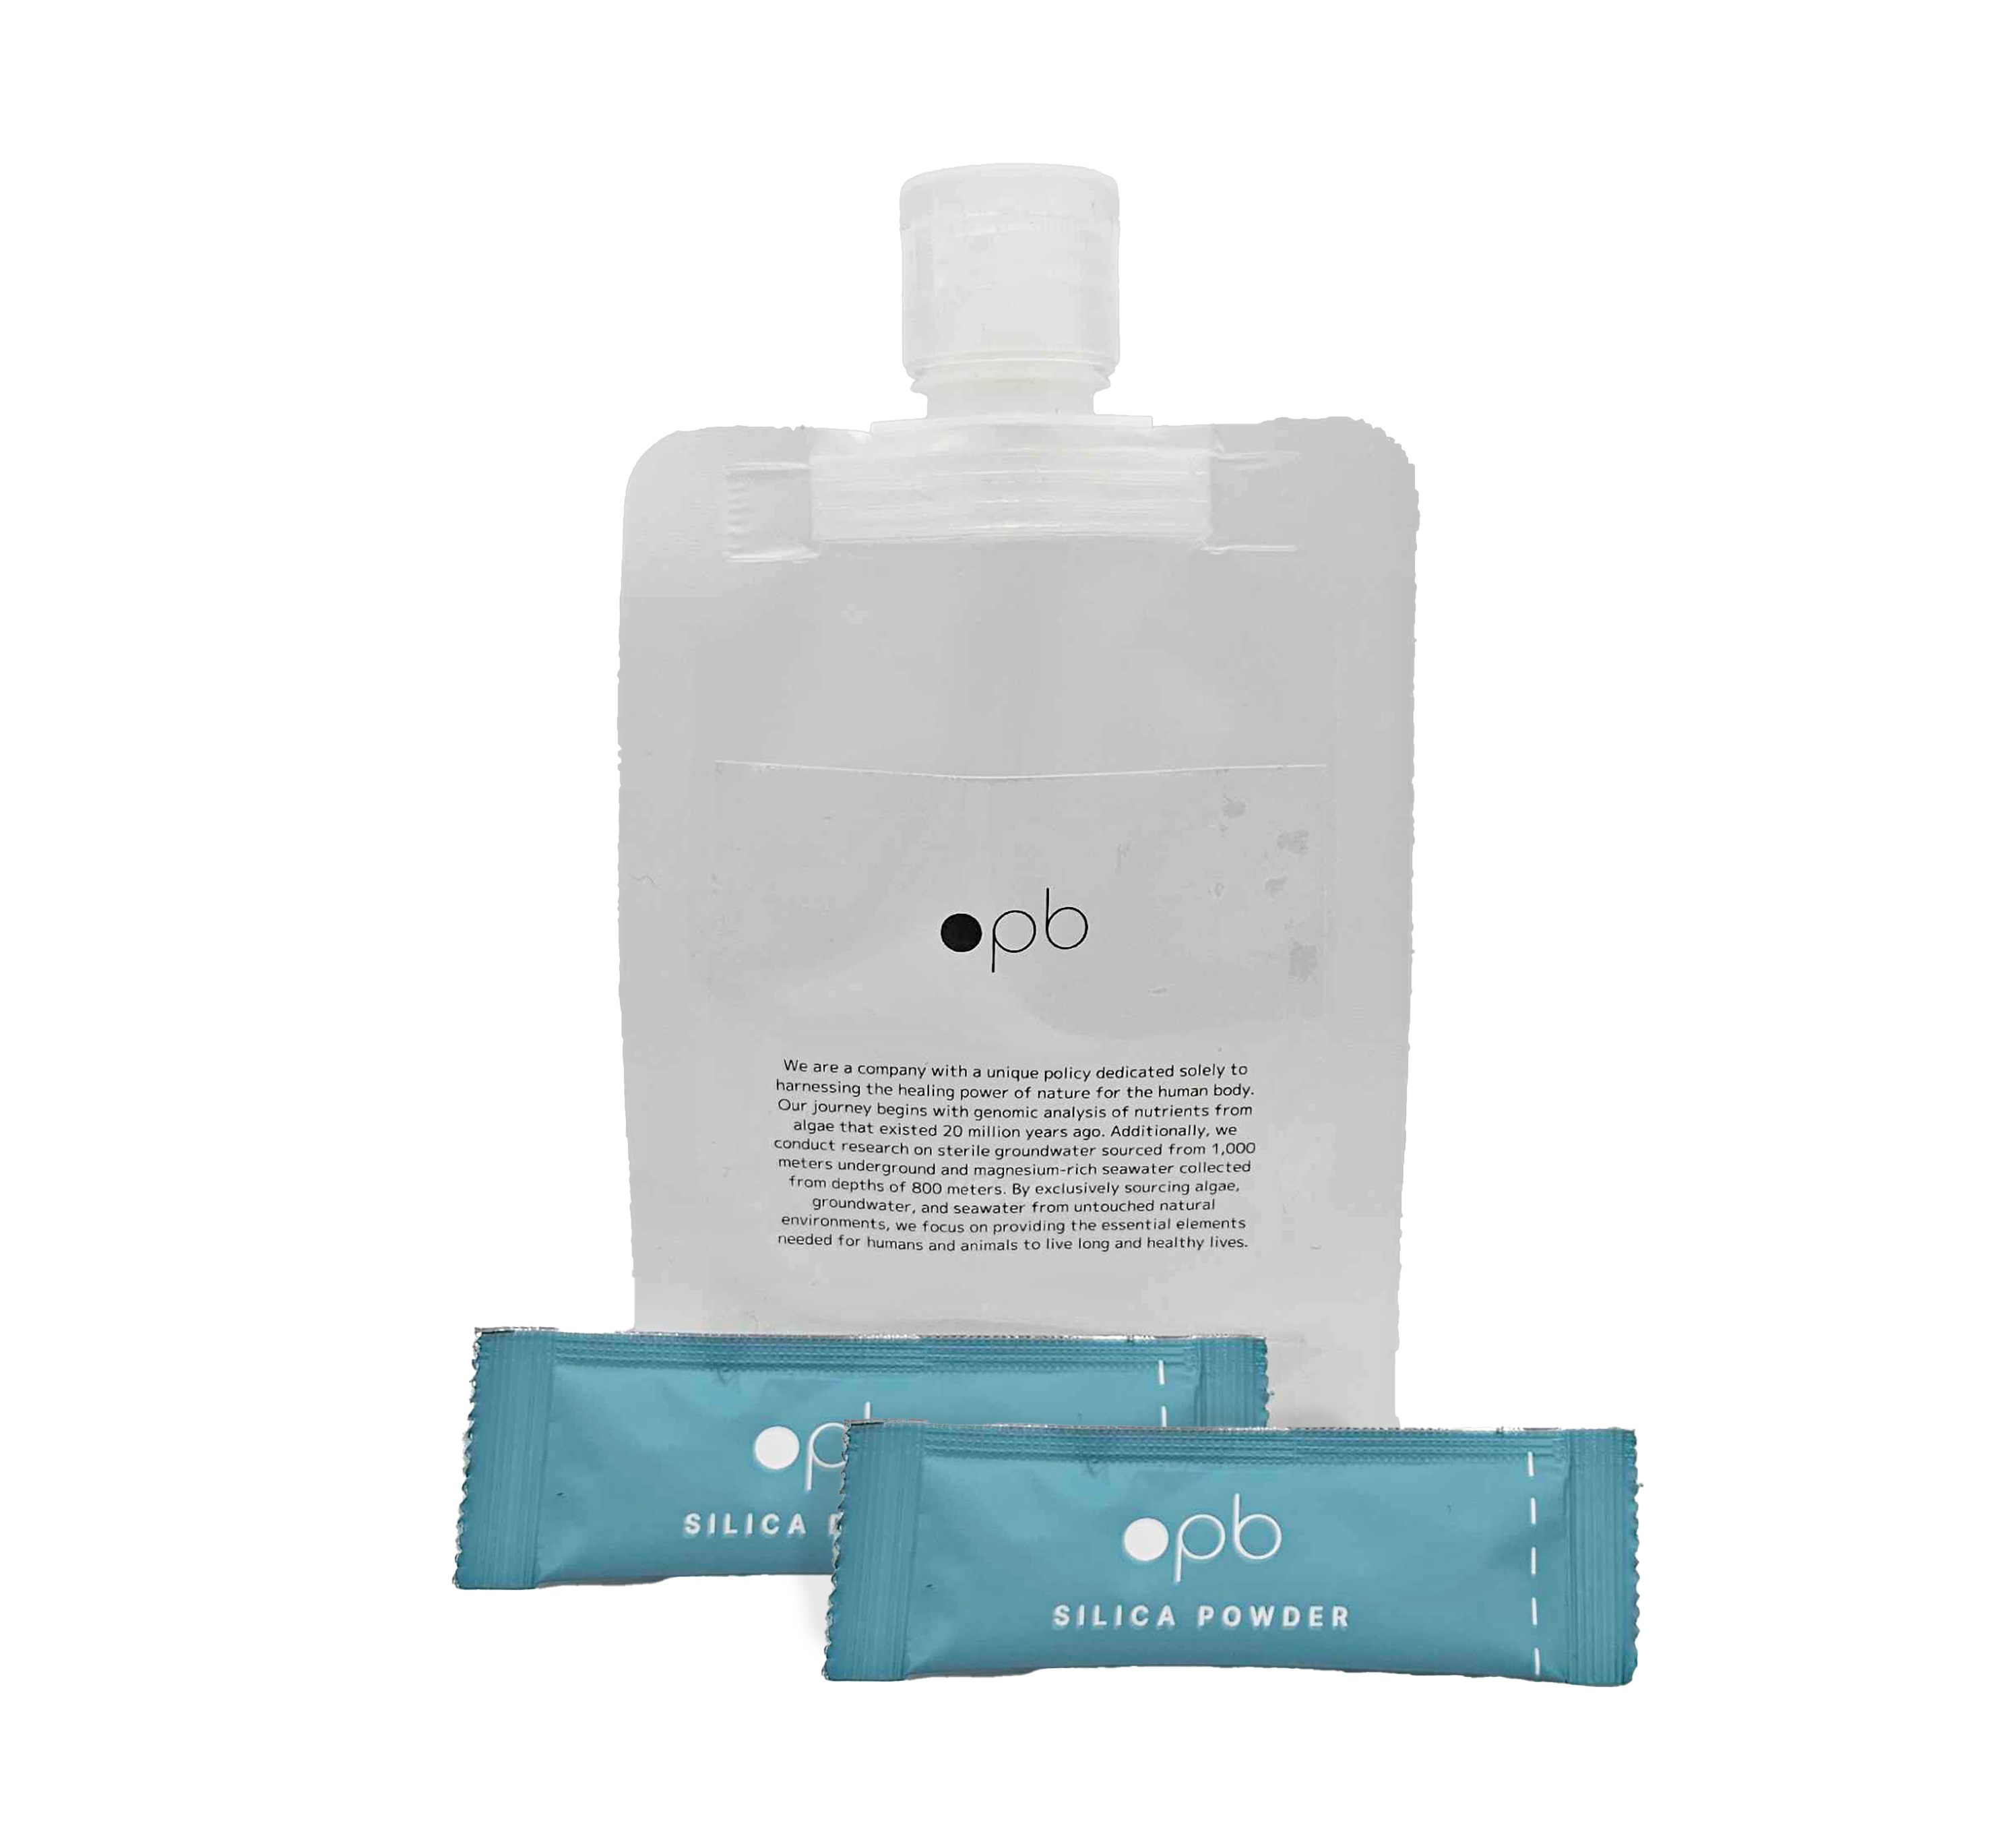 opb
We are a company with a unique policy dedicated solely to
harnessing the healing power of nature for the human body.
Our journey begins with genomic analysis of nutrients from
algae that existed 20 million years ago. Additionally, we
conduct research on sterile groundwater sourced from 1,000
meters underground and magnesium-rich seawater collected
from depths of 800 meters. By exclusively sourcing algae,
groundwater, and seawater from untouched natural
environments, we focus on providing the essential elements
needed for humans and animals to live long and healthy lives.
SILICA
opb
SILICA POWDER